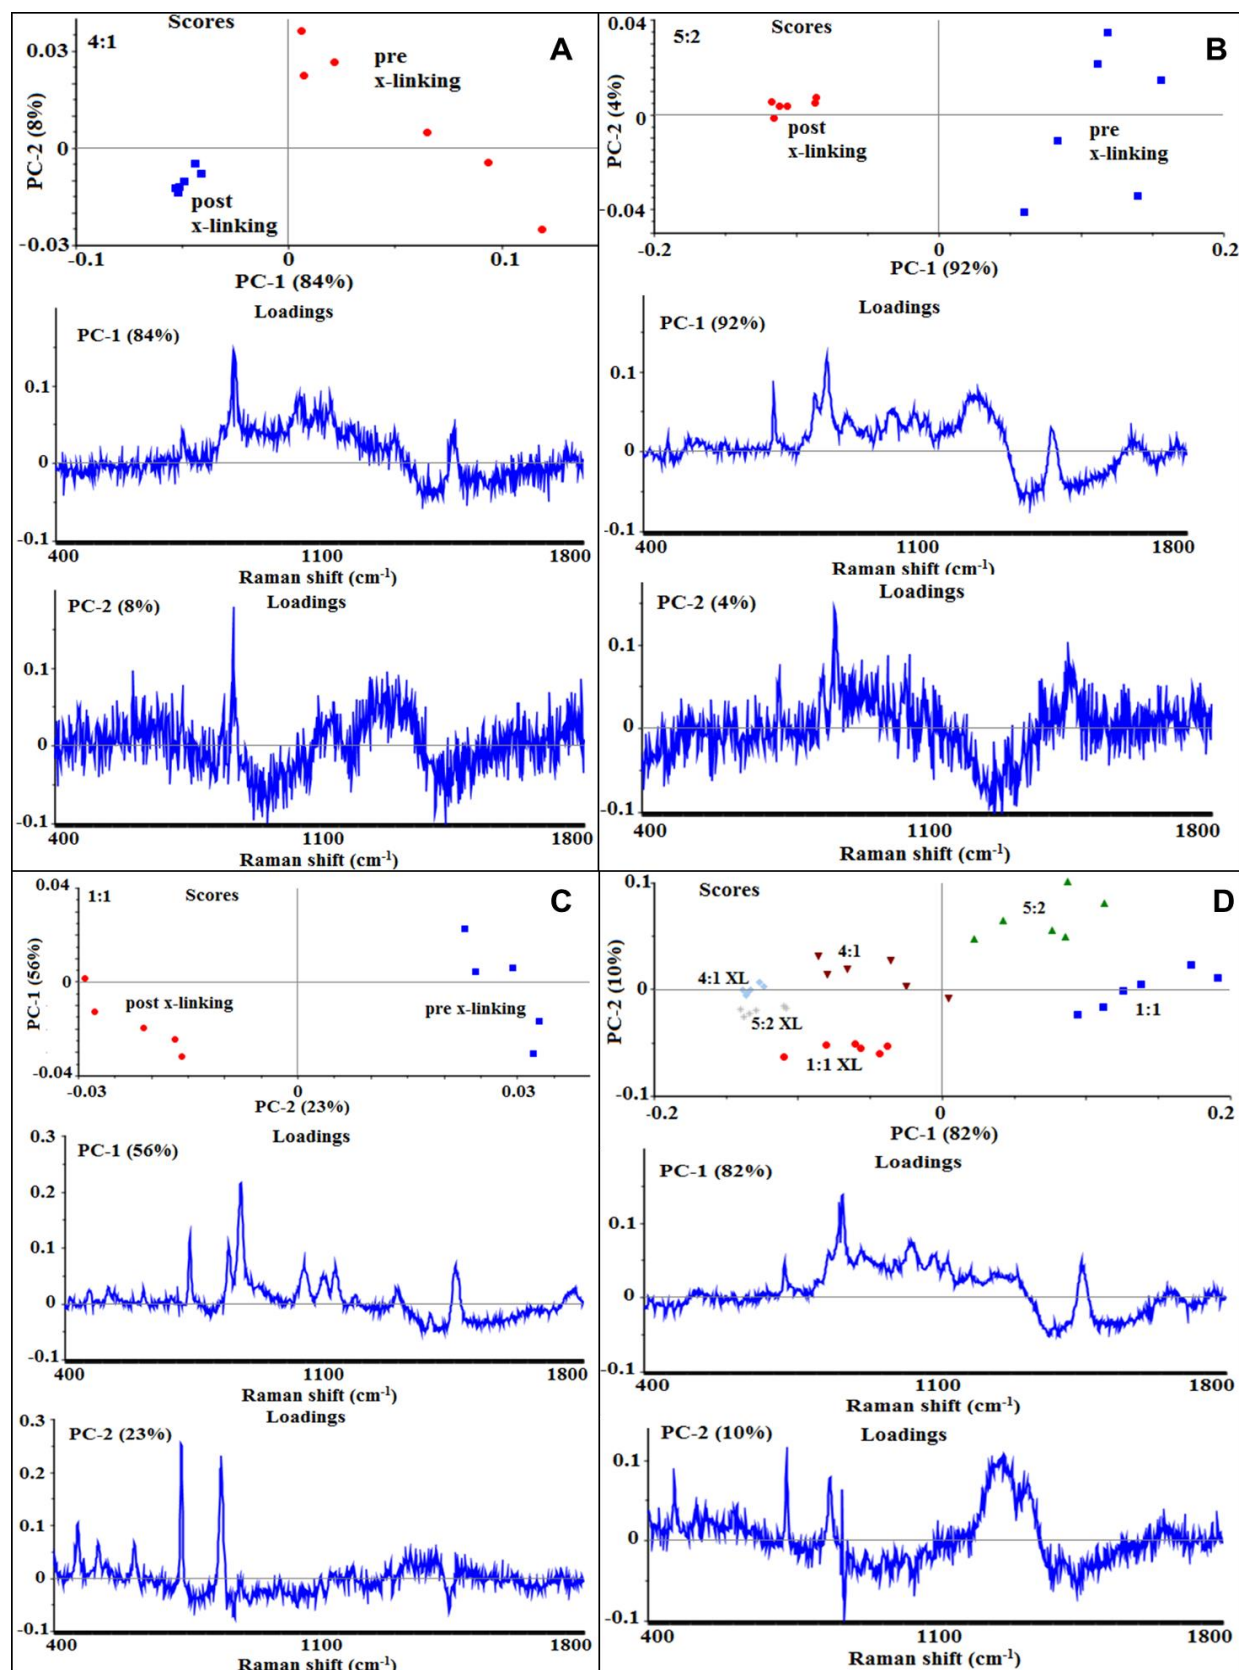 Scores
4:1
A
0.03
pre
x-linking
PC-2 (8%)
0
post
x-linking
-0.03
-0.1
0
0.1
PC-1 (84%)
Loadings
PC-1 (84%)
0.1
0
-0.1
400
1100
1800
Raman shift (cm⁻¹)
PC-2 (8%)
Loadings
0.1
0
-0.1
400
1100
1800
Raman shift (cm⁻¹)
0.04
5:2
Scores
B
PC-2 (4%)
0
post
x-linking
pre
x-linking
-0.04
-0.2
0
0.2
PC-1 (92%)
Loadings
PC-1 (92%)
0.1
0
-0.1
400
1100
1800
Raman shift (cm⁻¹)
Loadings
PC-2 (4%)
0.1
0
-0.1
400
1100
1800
Raman shift (cm⁻¹)
0.04
1:1
Scores
C
PC-1 (56%)
0
post x-linking
pre x-linking
-0.04
-0.03
0
0.03
PC-2 (23%)
Loadings
0.3
PC-1 (56%)
0.2
0.1
0
-0.1
400
1100
1800
Raman shift (cm⁻¹)
Loadings
0.3
PC-2 (23%)
0.2
0.1
0
-0.1
400
1100
1800
Raman shift (cm⁻¹)
0.1
Scores
D
5:2
4:1
4:1 XL
PC-2 (10%)
0
5:2 XL
1:1
1:1 XL
-0.1
-0.2
0
0.2
PC-1 (82%)
Loadings
PC-1 (82%)
0.1
0
-0.1
400
1100
1800
Raman shift (cm⁻¹)
PC-2 (10%)
Loadings
0.1
0
-0.1
400
1100
1800
Raman shift (cm⁻¹)